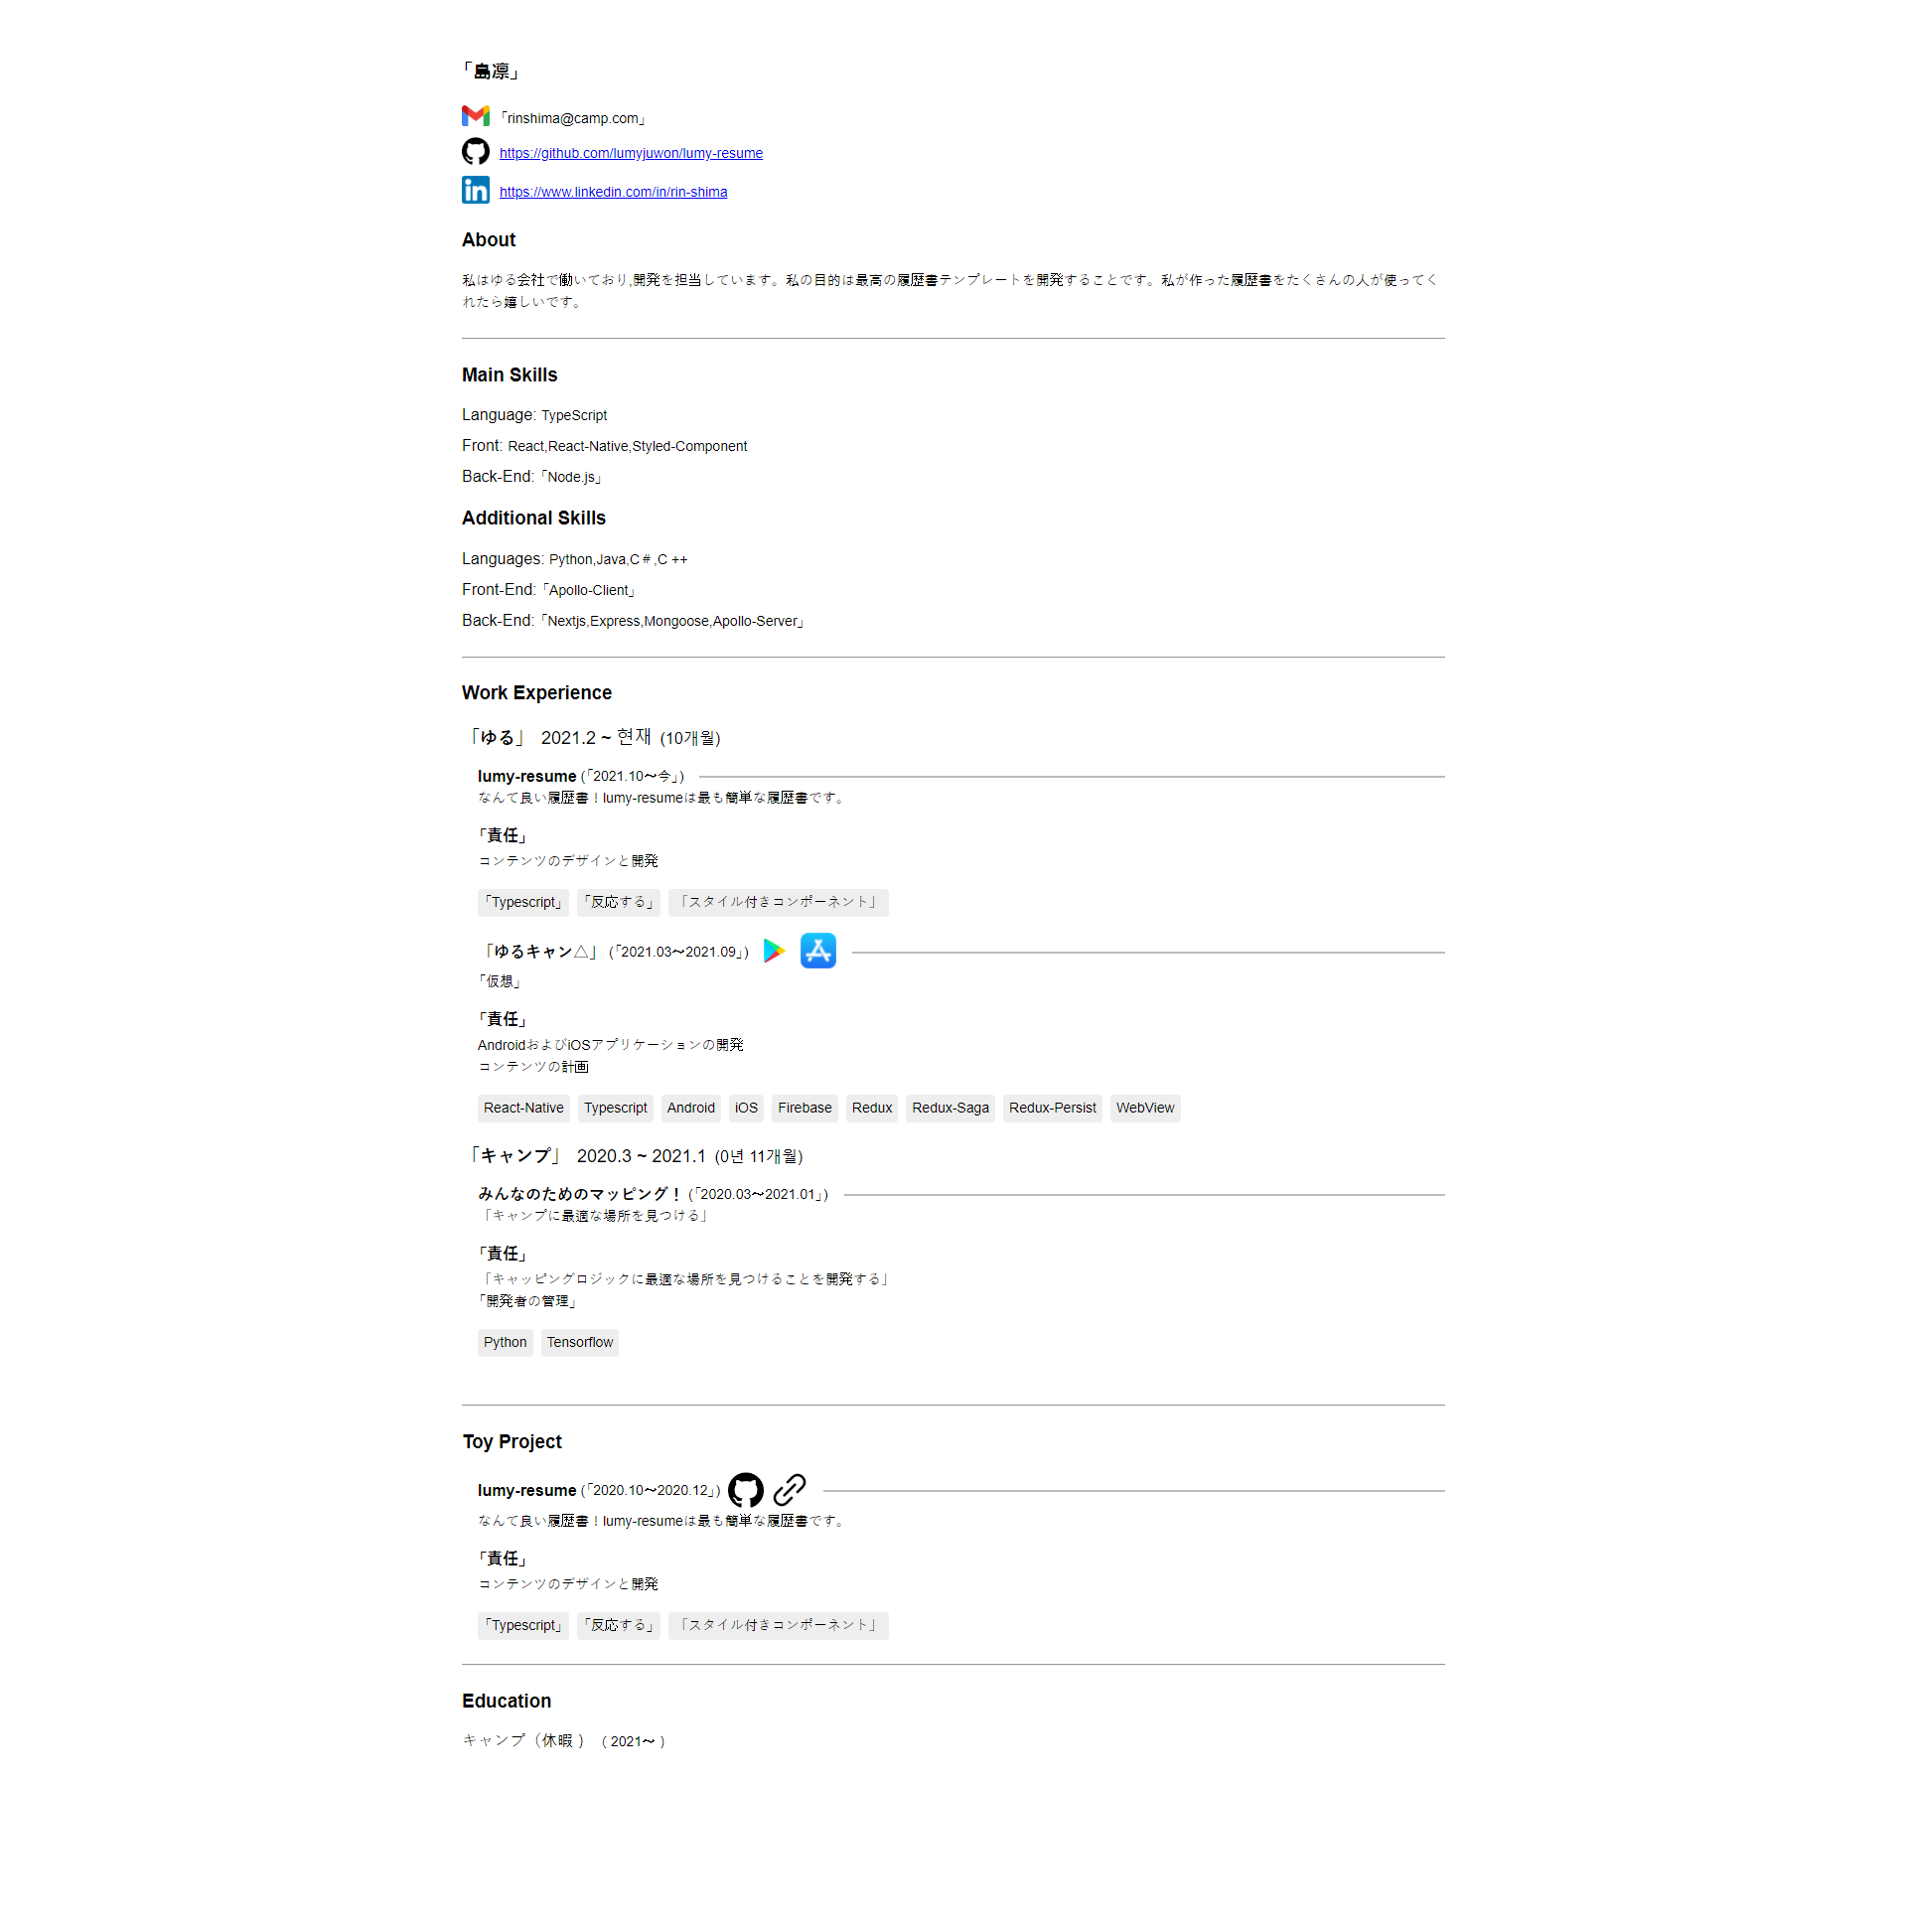 「島凛」
「rinshima@camp.com」
https://github.com/lumyjuwon/lumy-resume
https://www.linkedin.com/in/rin-shima
About
私はゆる会社で働いており,開発を担当しています。私の目的は最高の履歴書テンプレートを開発することです。私が作った履歴書をたくさんの人が使ってく
れたら嬉しいです。
Main Skills
Language: TypeScript
Front: React,React-Native,Styled-Component
Back-End:「Node.js」
Additional Skills
Languages: Python,Java,C＃,C ++
Front-End:「Apollo-Client」
Back-End:「Nextjs,Express,Mongoose,Apollo-Server」
Work Experience
「ゆる」 2021.2 ~ 현재 (10개월)
lumy-resume (「2021.10〜今」)
なんて良い履歴書！lumy-resumeは最も簡単な履歴書です。
「責任」
コンテンツのデザインと開発
「Typescript」 「反応する」 「スタイル付きコンポーネント」
「ゆるキャン△」 (「2021.03〜2021.09」)
「仮想」
「責任」
AndroidおよびiOSアプリケーションの開発
コンテンツの計画
React-Native Typescript Android iOS Firebase Redux Redux-Saga Redux-Persist WebView
「キャンプ」 2020.3 ~ 2021.1 (0년 11개월)
みんなのためのマッピング！ (「2020.03〜2021.01」)
「キャンプに最適な場所を見つける」
「責任」
「キャッピングロジックに最適な場所を見つけることを開発する」
「開発者の管理」
Python Tensorflow
Toy Project
lumy-resume (「2020.10〜2020.12」)
なんて良い履歴書！lumy-resumeは最も簡単な履歴書です。
「責任」
コンテンツのデザインと開発
「Typescript」 「反応する」 「スタイル付きコンポーネント」
Education
キャンプ（休暇 ） ( 2021〜 )